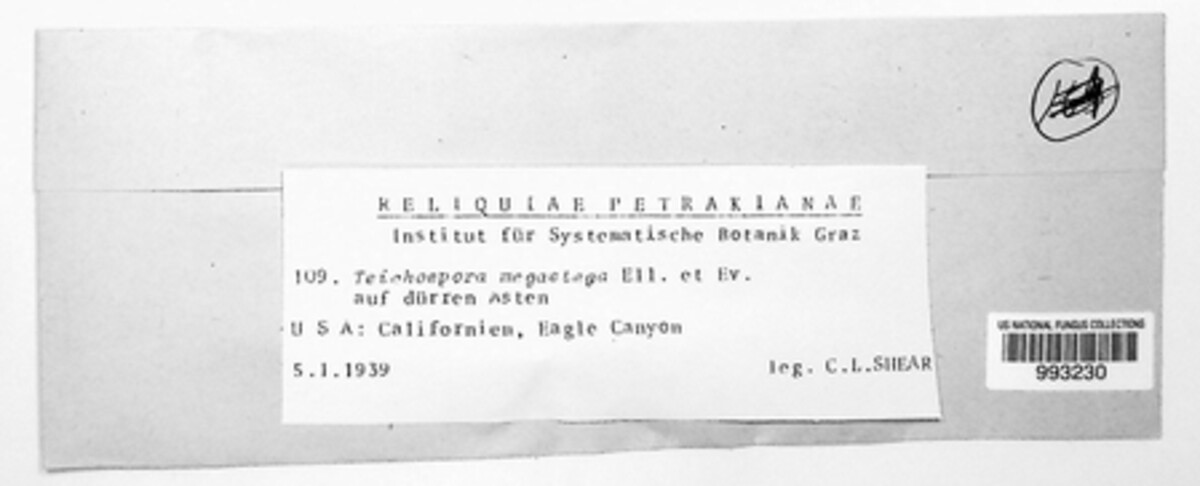 RELIQUIAE PETRAKIANAE
Institut für Systematische Botanik Graz
109. Teichospora megastega Ell. et Ev.
auf dürren Asten
U S A: Californien, Eagle Canyon
5.1.1939 leg. C.L.SHEAR
US NATIONAL FUNGUS COLLECTIONS
993230